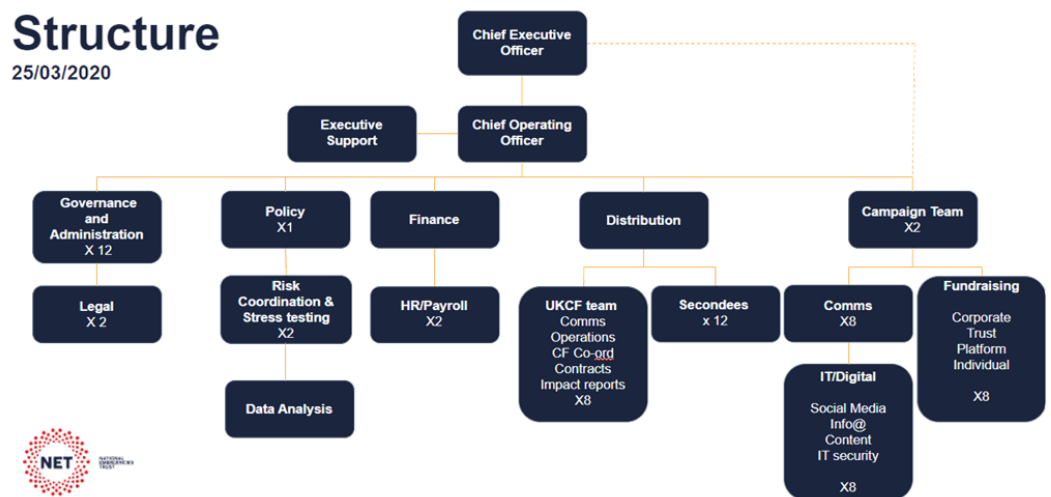 Structure
25/03/2020
Chief Executive
Officer
Executive
Support
Chief Operating
Officer
Governance
and
Administration
X 12
Policy
X1
Finance
Distribution
Campaign Team
X2
Legal
X 2
Risk
Coordination &
Stress testing
X2
HR/Payroll
X2
UKCF team
Comms
Operations
CF Co-ord
Contracts
Impact reports
X8
Secondees
x 12
Comms
X8
Fundraising
Corporate
Trust
Platform
Individual
X8
Data Analysis
IT/Digital
Social Media
Info@
Content
IT security
X8
NET
NATIONAL
EMERGENCIES
TRUST